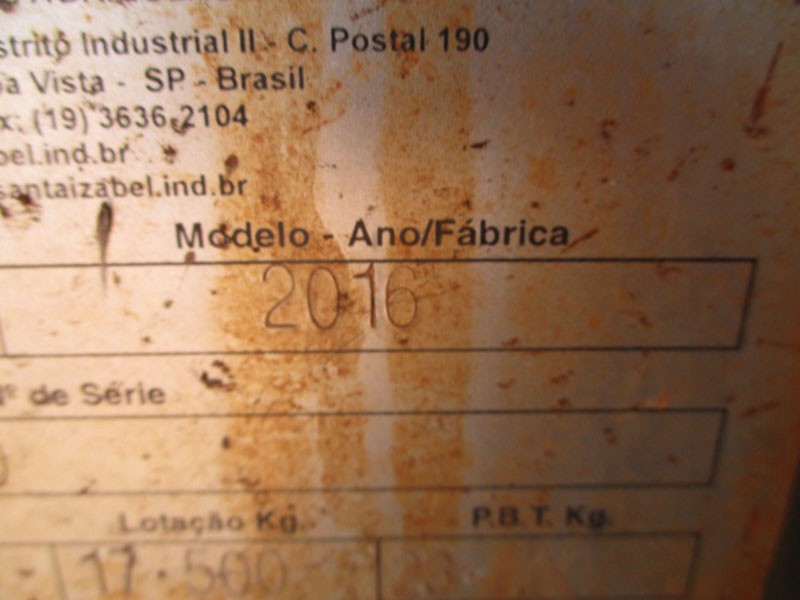 strito Industrial II - C. Postal 190
a Vista - SP - Brasil
x: (19) 3636-2104
bel.ind.br
santaizabel.ind.br
Modelo - Ano/Fábrica
2016
Nº de Série
Lotação Kg. P.B.T. Kg.
17.500